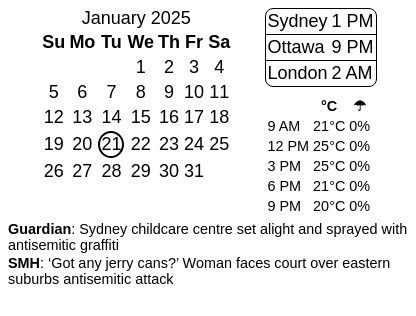 January 2025
Su Mo Tu We Th Fr Sa
1 2 3 4
5 6 7 8 9 10 11
12 13 14 15 16 17 18
19 20 21 22 23 24 25
26 27 28 29 30 31
Sydney 1 PM
Ottawa 9 PM
London 2 AM
°C ☂
9 AM 21°C 0%
12 PM 25°C 0%
3 PM 25°C 0%
6 PM 21°C 0%
9 PM 20°C 0%
Guardian: Sydney childcare centre set alight and sprayed with
antisemitic graffiti
SMH: ‘Got any jerry cans?’ Woman faces court over eastern
suburbs antisemitic attack